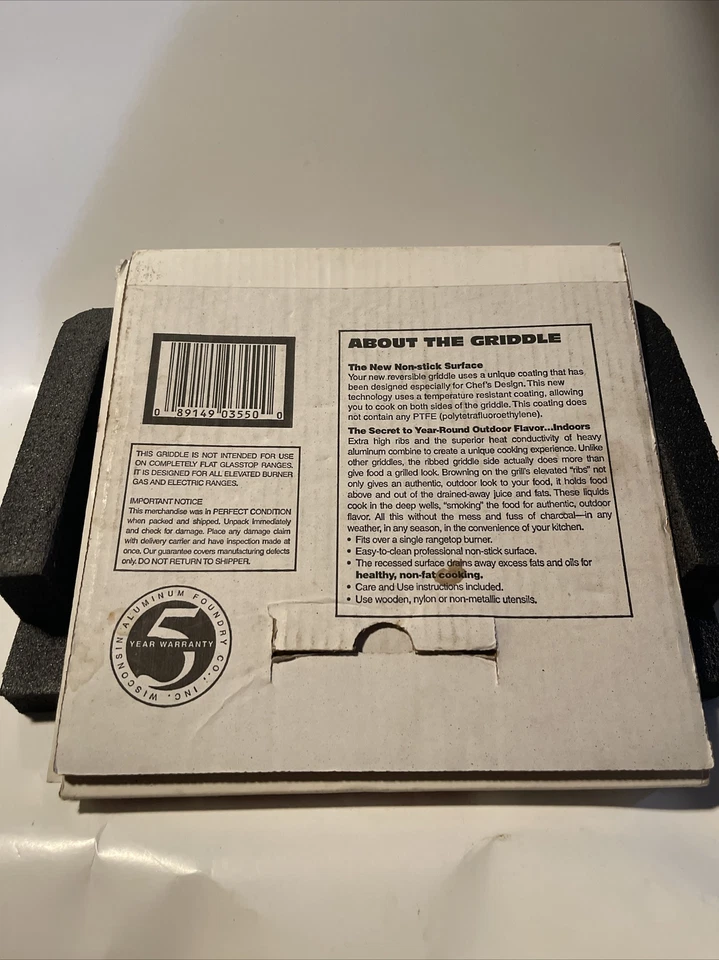 0 89149 03550 0
THIS GRIDDLE IS NOT INTENDED FOR USE
ON COMPLETELY FLAT GLASSTOP RANGES.
IT IS DESIGNED FOR ALL ELEVATED BURNER
GAS AND ELECTRIC RANGES.
IMPORTANT NOTICE
This merchandise was in PERFECT CONDITION
when packed and shipped. Unpack immediately
and check for damage. Place any damage claim
with delivery carrier and have inspection made at
once. Our guarantee covers manufacturing defects
only. DO NOT RETURN TO SHIPPER.
WISCONSIN ALUMINUM FOUNDRY CO., INC.
5
YEAR WARRANTY
ABOUT THE GRIDDLE
The New Non-stick Surface
Your new reversible griddle uses a unique coating that has
been designed especially for Chef's Design. This new
technology uses a temperature resistant coating, allowing
you to cook on both sides of the griddle. This coating does
not contain any PTFE (polytetrafluoroethylene).
The Secret to Year-Round Outdoor Flavor...Indoors
Extra high ribs and the superior heat conductivity of heavy
aluminum combine to create a unique cooking experience. Unlike
other griddles, the ribbed griddle side actually does more than
give food a grilled look. Browning on the grill's elevated "ribs" not
only gives an authentic, outdoor look to your food, it holds food
above and out of the drained-away juice and fats. These liquids
cook in the deep wells, "smoking" the food for authentic, outdoor
flavor. All this without the mess and fuss of charcoal—in any
weather, in any season, in the convenience of your kitchen.
• Fits over a single rangetop burner.
• Easy-to-clean professional non-stick surface.
• The recessed surface drains away excess fats and oils for
healthy, non-fat cooking.
• Care and Use instructions included.
• Use wooden, nylon or non-metallic utensils.